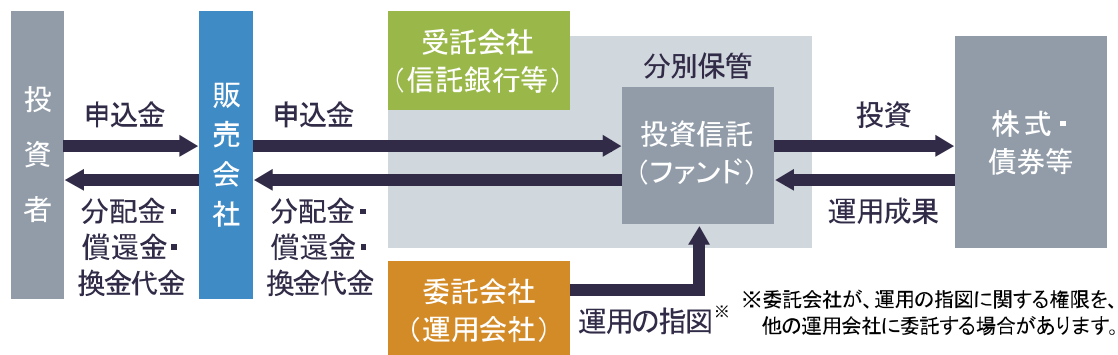 投資者
申込金
分配金・
償還金・
換金代金
販売会社
申込金
分配金・
償還金・
換金代金
受託会社
（信託銀行等）
分別保管
投資信託
（ファンド）
投資
運用成果
株式・
債券等
委託会社
（運用会社）
運用の指図※
※委託会社が、運用の指図に関する権限を、
他の運用会社に委託する場合があります。